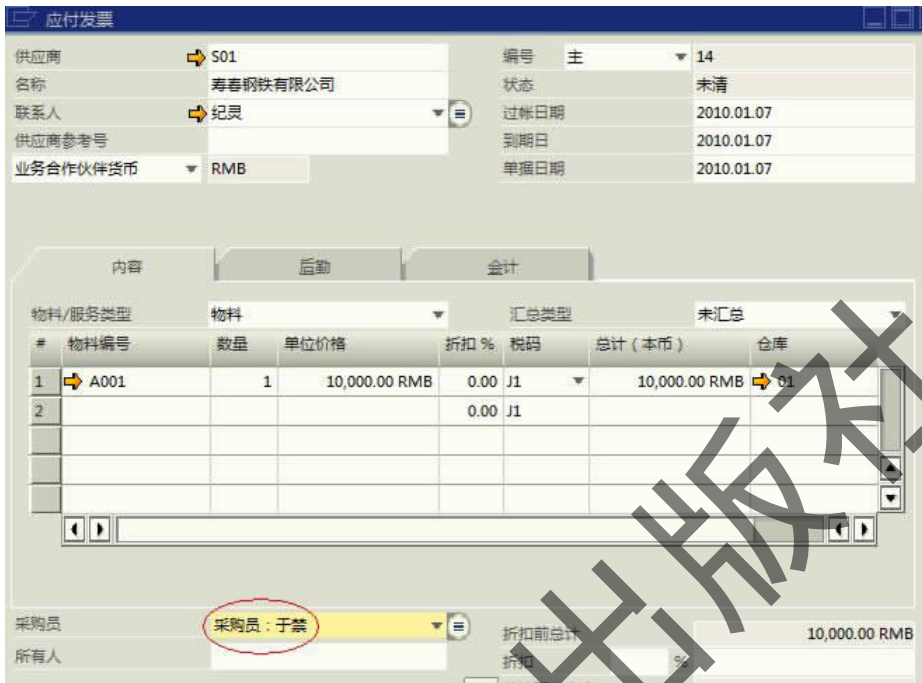 应付发票
供应商 S01 编号 主 14
名称 寿春钢铁有限公司 状态 未清
联系人 纪灵 过帐日期 2010.01.07
供应商参考号 到期日 2010.01.07
业务合作伙伴货币 RMB 单据日期 2010.01.07
内容 后勤 会计
物料/服务类型 物料 汇总类型 未汇总
# 物料编号 数量 单位价格 折扣 % 税码 总计（本币） 仓库
1 A001 1 10,000.00 RMB 0.00 J1 10,000.00 RMB 01
2 0.00 J1
采购员 采购员：于禁 折扣前总计 10,000.00 RMB
所有人 折扣 %
出版社